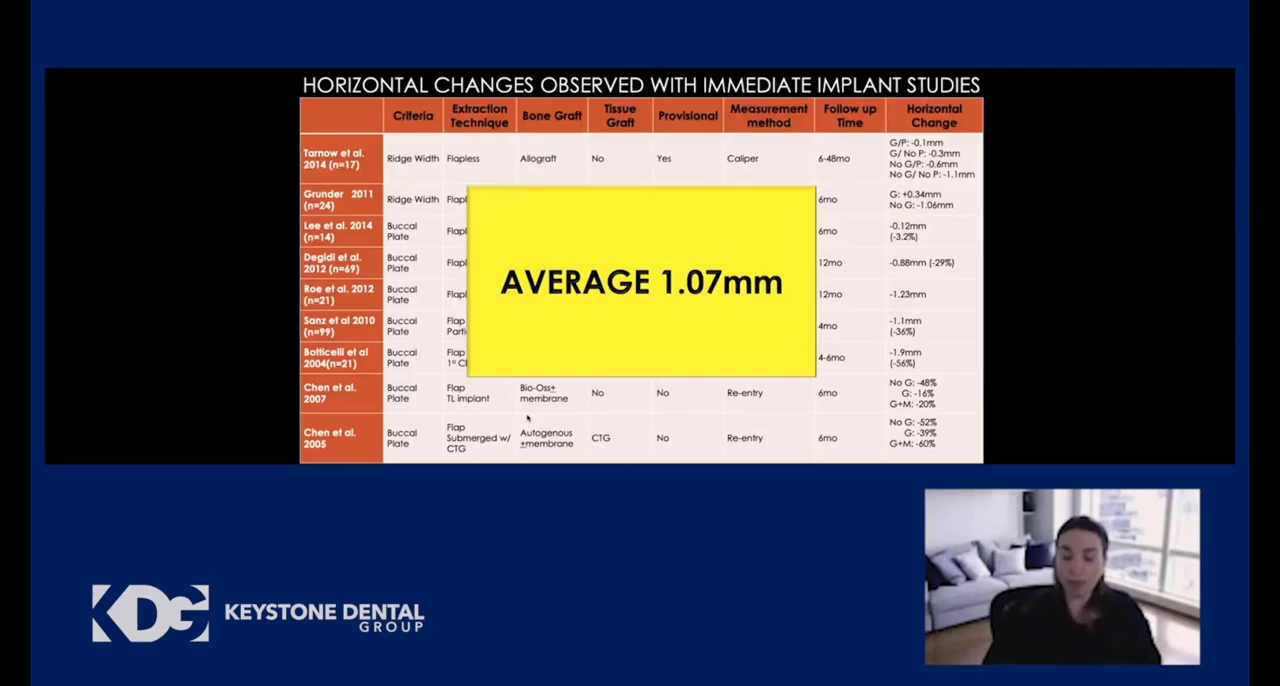 HORIZONTAL CHANGES OBSERVED WITH IMMEDIATE IMPLANT STUDIES
Criteria Extraction Technique Bone Graft Tissue Graft Provisional Measurement method Follow up Time Horizontal Change
Tarnow et al. 2014 (n=17) Ridge Width Flapless Allograft No Yes Caliper 6-48mo G/P: -0.1mm
G/ No P: -0.3mm
No G/P: -0.6mm
No G/ No P: -1.1mm
Grunder 2011 (n=24) Ridge Width 6mo G: +0.34mm
No G: -1.06mm
Lee et al. 2014 (n=14) Buccal Plate 6mo -0.12mm
(-3.2%)
Degidi et al. 2012 (n=69) Buccal Plate 12mo -0.88mm (-29%)
Roe et al. 2012 (n=21) Buccal Plate 12mo -1.23mm
Sanz et al 2010 (n=99) Buccal Plate Flap 4mo -1.1mm
(-36%)
Botticelli et al 2004(n=21) Buccal Plate Flap 4-6mo -1.9mm
(-56%)
AVERAGE 1.07mm
Chen et al. 2007 Buccal Plate Flap TL implant Bio-Oss+ membrane No No Re-entry 6mo No G: -48%
G: -16%
G+M: -20%
Chen et al. 2005 Buccal Plate Flap Submerged w/ CTG Autogenous +membrane CTG No Re-entry 6mo No G: -52%
G: -39%
G+M: -60%
KDG KEYSTONE DENTAL
GROUP